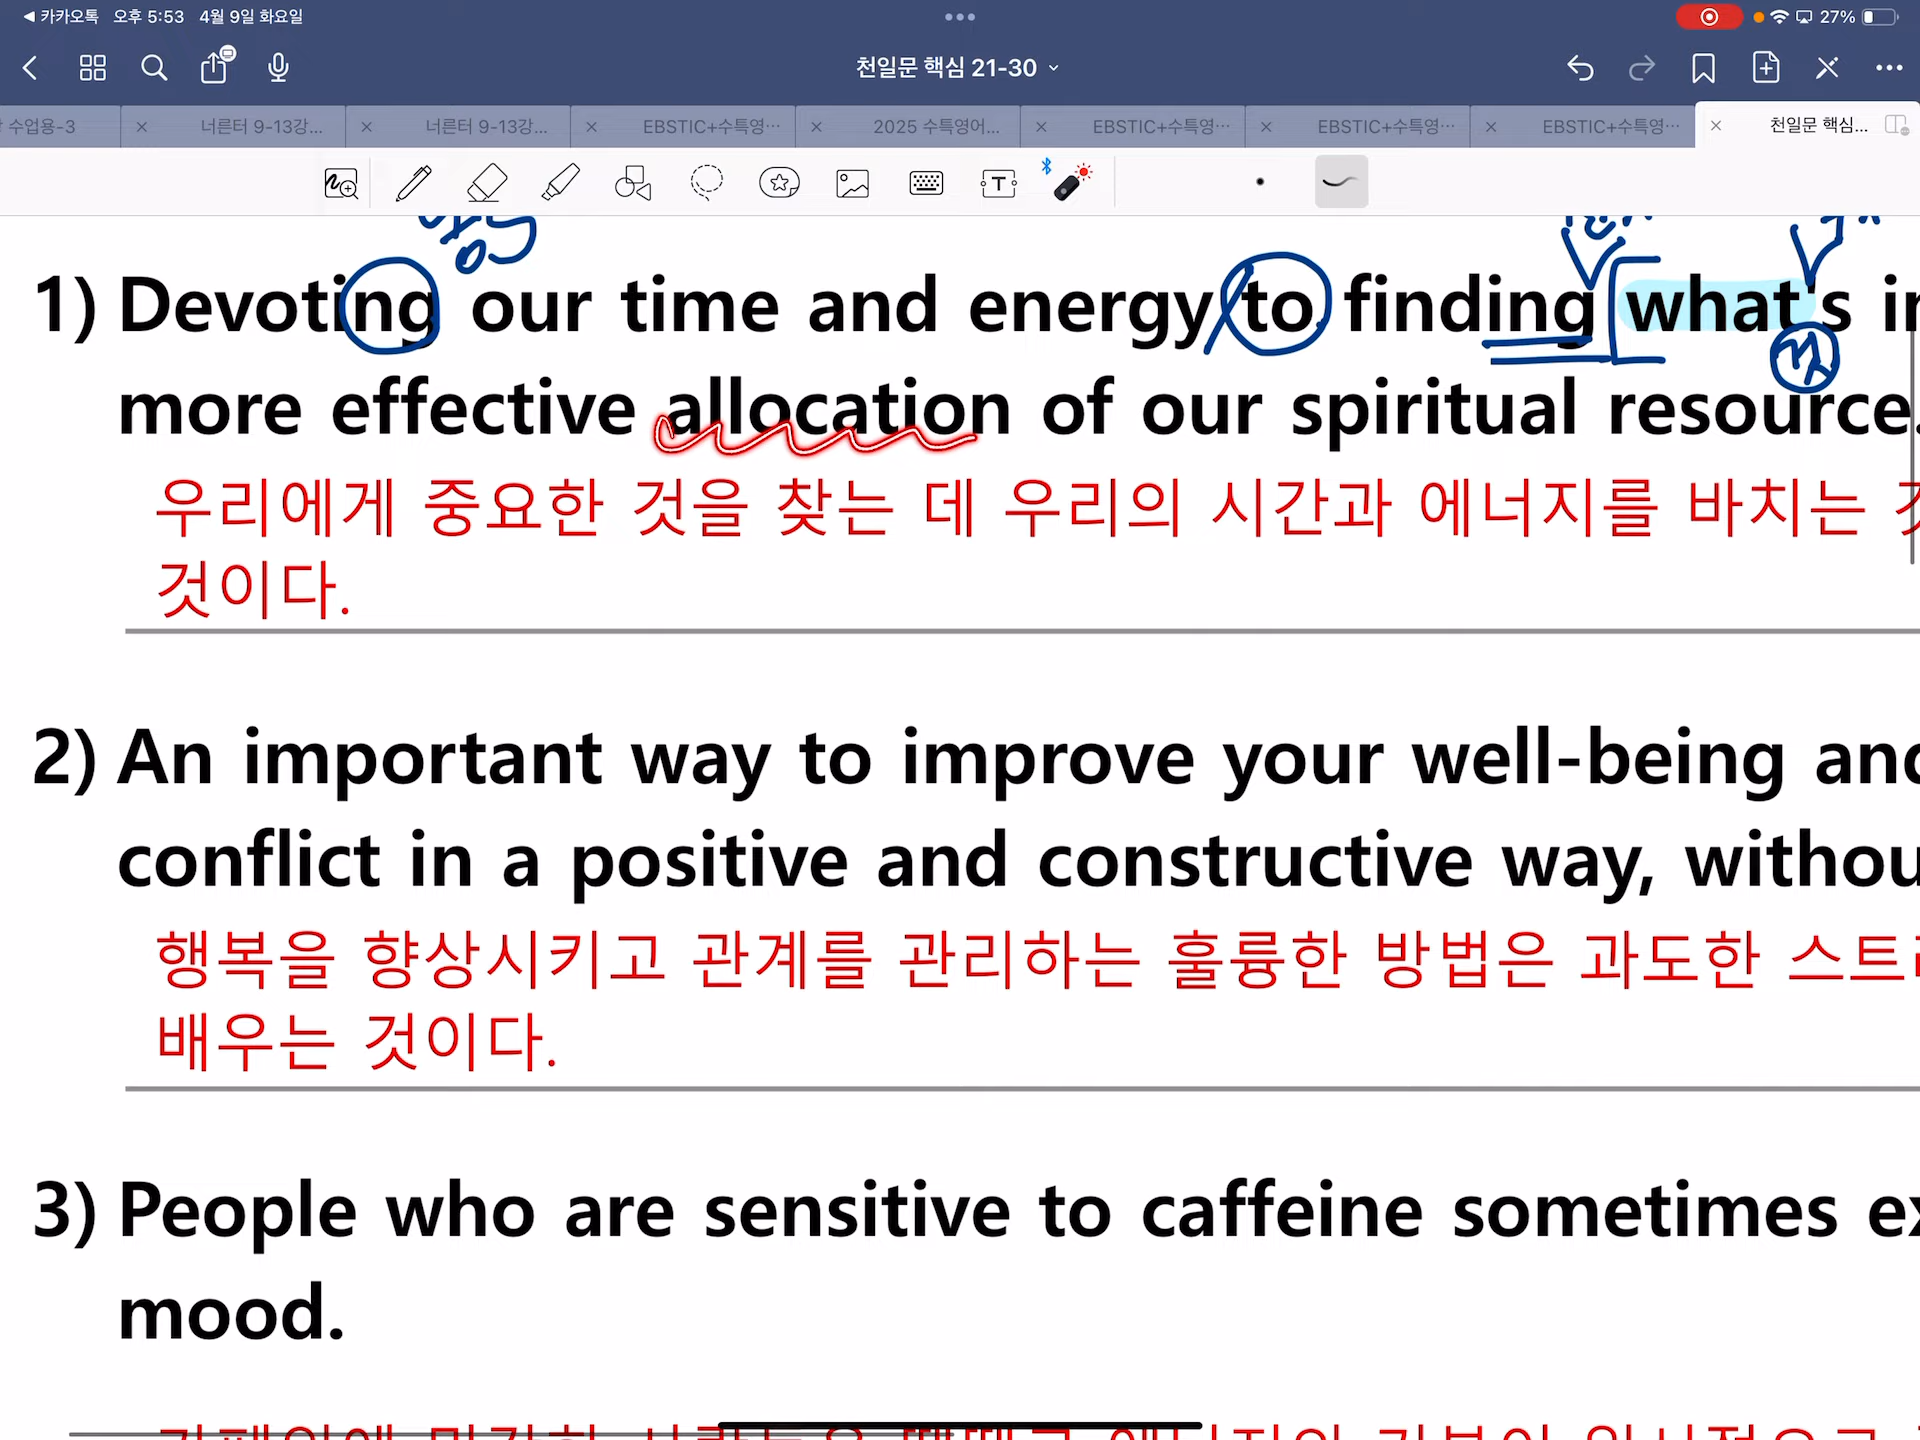 ◀ 카카오톡 오후 5:53 4월 9일 화요일
27%
천일문 핵심 21-30
수업용-3
너른터 9-13강...
너른터 9-13강...
EBSTIC+수특영...
2025 수특영어...
EBSTIC+수특영...
EBSTIC+수특영...
EBSTIC+수특영...
천일문 핵심...
1) Devoting our time and energy to finding what's
more effective allocation of our spiritual resource
우리에게 중요한 것을 찾는 데 우리의 시간과 에너지를 바치는
것이다.
2) An important way to improve your well-being
conflict in a positive and constructive way,
행복을 향상시키고 관계를 관리하는 훌륭한 방법은 과도한
배우는 것이다.
3) People who are sensitive to caffeine sometimes
mood.